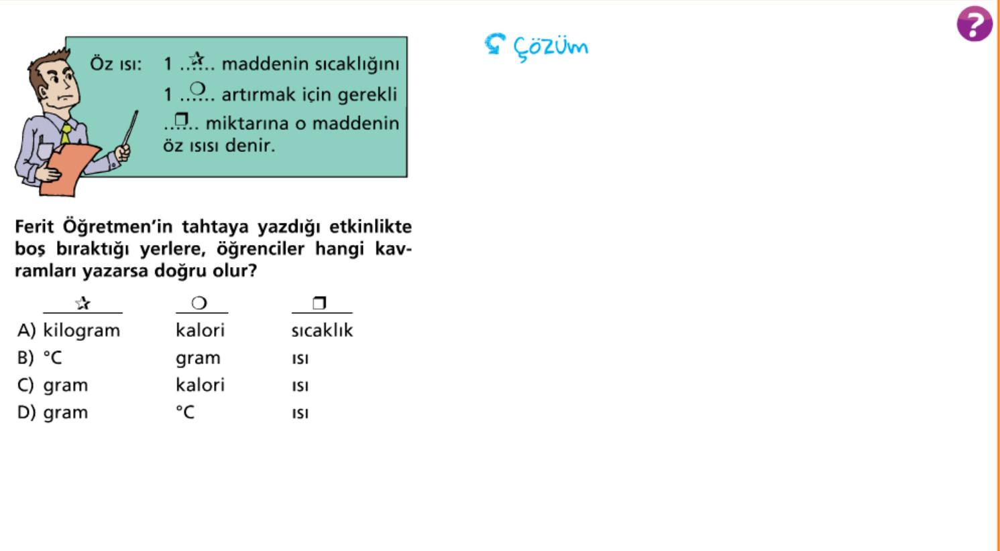 ?
Çözüm
Öz ısı: 1 ..☆.. maddenin sıcaklığını
1 ..○.. artırmak için gerekli
..❒.. miktarına o maddenin
öz ısısı denir.
Ferit Öğretmen’in tahtaya yazdığı etkinlikte
boş bıraktığı yerlere, öğrenciler hangi kav-
ramları yazarsa doğru olur?
☆ ○ ❒
A) kilogram kalori sıcaklık
B) °C gram ısı
C) gram kalori ısı
D) gram °C ısı